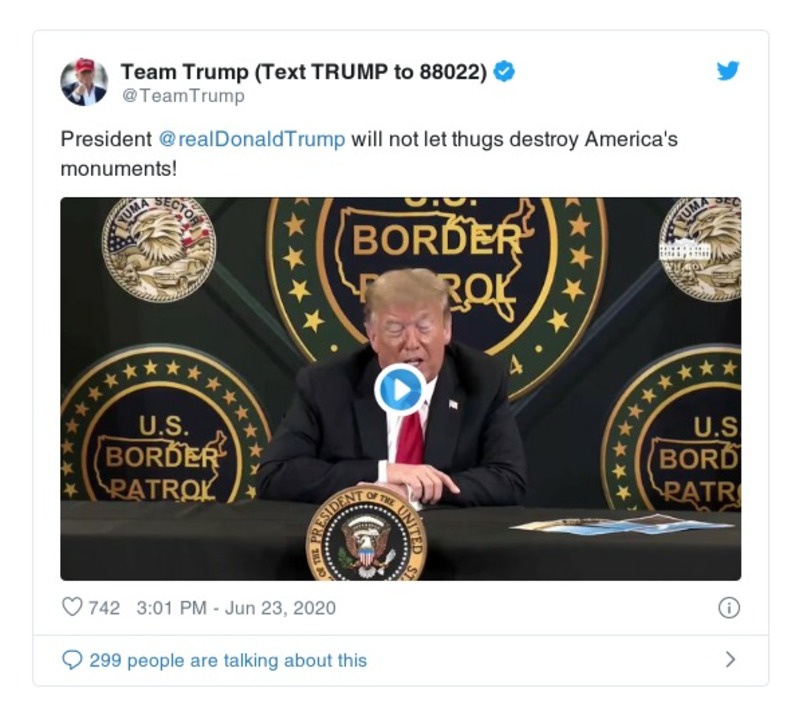 Team Trump (Text TRUMP to 88022)
@TeamTrump
President @realDonaldTrump will not let thugs destroy America's
monuments!
YUMA SECTOR
U.S.
BORDER
PATROL
YUMA SEC
U.S.
BORDER
PATROL
U.S
BORD
PATR
PRESIDENT OF THE UNITED
OF THE
742 3:01 PM - Jun 23, 2020
299 people are talking about this